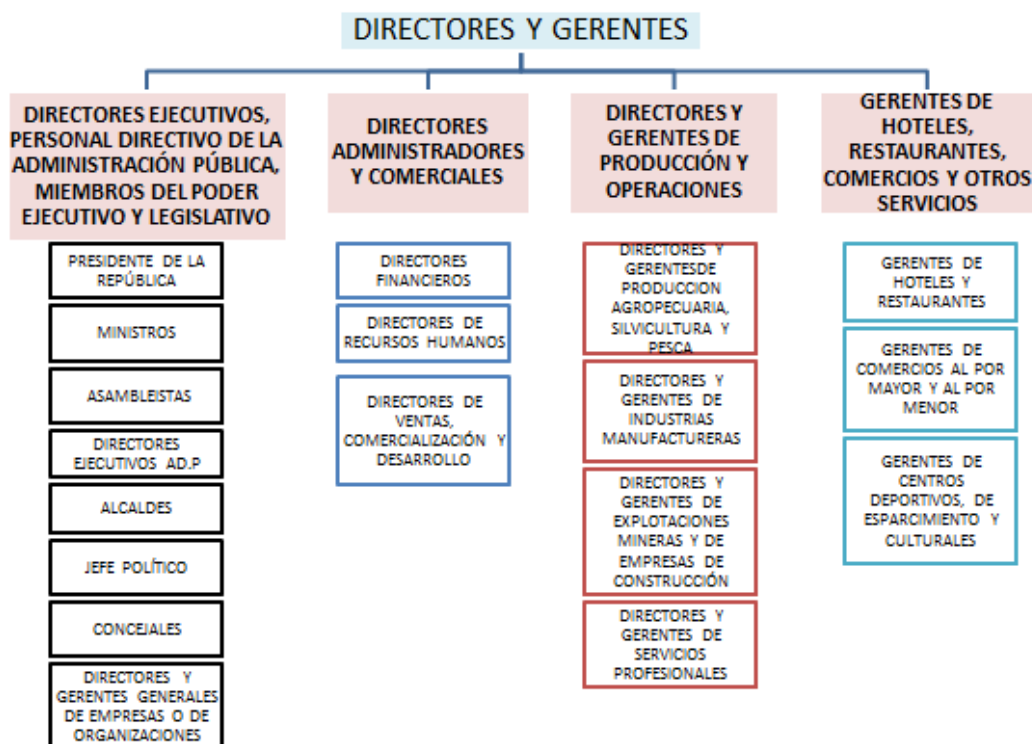 DIRECTORES Y GERENTES
DIRECTORES EJECUTIVOS,
PERSONAL DIRECTIVO DE LA
ADMINISTRACIÓN PÚBLICA,
MIEMBROS DEL PODER
EJECUTIVO Y LEGISLATIVO
PRESIDENTE DE LA
REPÚBLICA
MINISTROS
ASAMBLEISTAS
DIRECTORES
EJECUTIVOS AD.P
ALCALDES
JEFE POLÍTICO
CONCEJALES
DIRECTORES Y
GERENTES GENERALES
DE EMPRESAS O DE
ORGANIZACIONES
DIRECTORES
ADMINISTRADORES
Y COMERCIALES
DIRECTORES
FINANCIEROS
DIRECTORES DE
RECURSOS HUMANOS
DIRECTORES DE
VENTAS,
COMERCIALIZACIÓN Y
DESARROLLO
DIRECTORES Y
GERENTES DE
PRODUCCIÓN Y
OPERACIONES
DIRECTORES Y
GERENTESDE
PRODUCCION
AGROPECUARIA,
SILVICULTURA Y
PESCA
DIRECTORES Y
GERENTES DE
INDUSTRIAS
MANUFACTURERAS
DIRECTORES Y
GERENTES DE
EXPLOTACIONES
MINERAS Y DE
EMPRESAS DE
CONSTRUCCIÓN
DIRECTORES Y
GERENTES DE
SERVICIOS
PROFESIONALES
GERENTES DE
HOTELES,
RESTAURANTES,
COMERCIOS Y OTROS
SERVICIOS
GERENTES DE
HOTELES Y
RESTAURANTES
GERENTES DE
COMERCIOS AL POR
MAYOR Y AL POR
MENOR
GERENTES DE
CENTROS
DEPORTIVOS, DE
ESPARCIMIENTO Y
CULTURALES